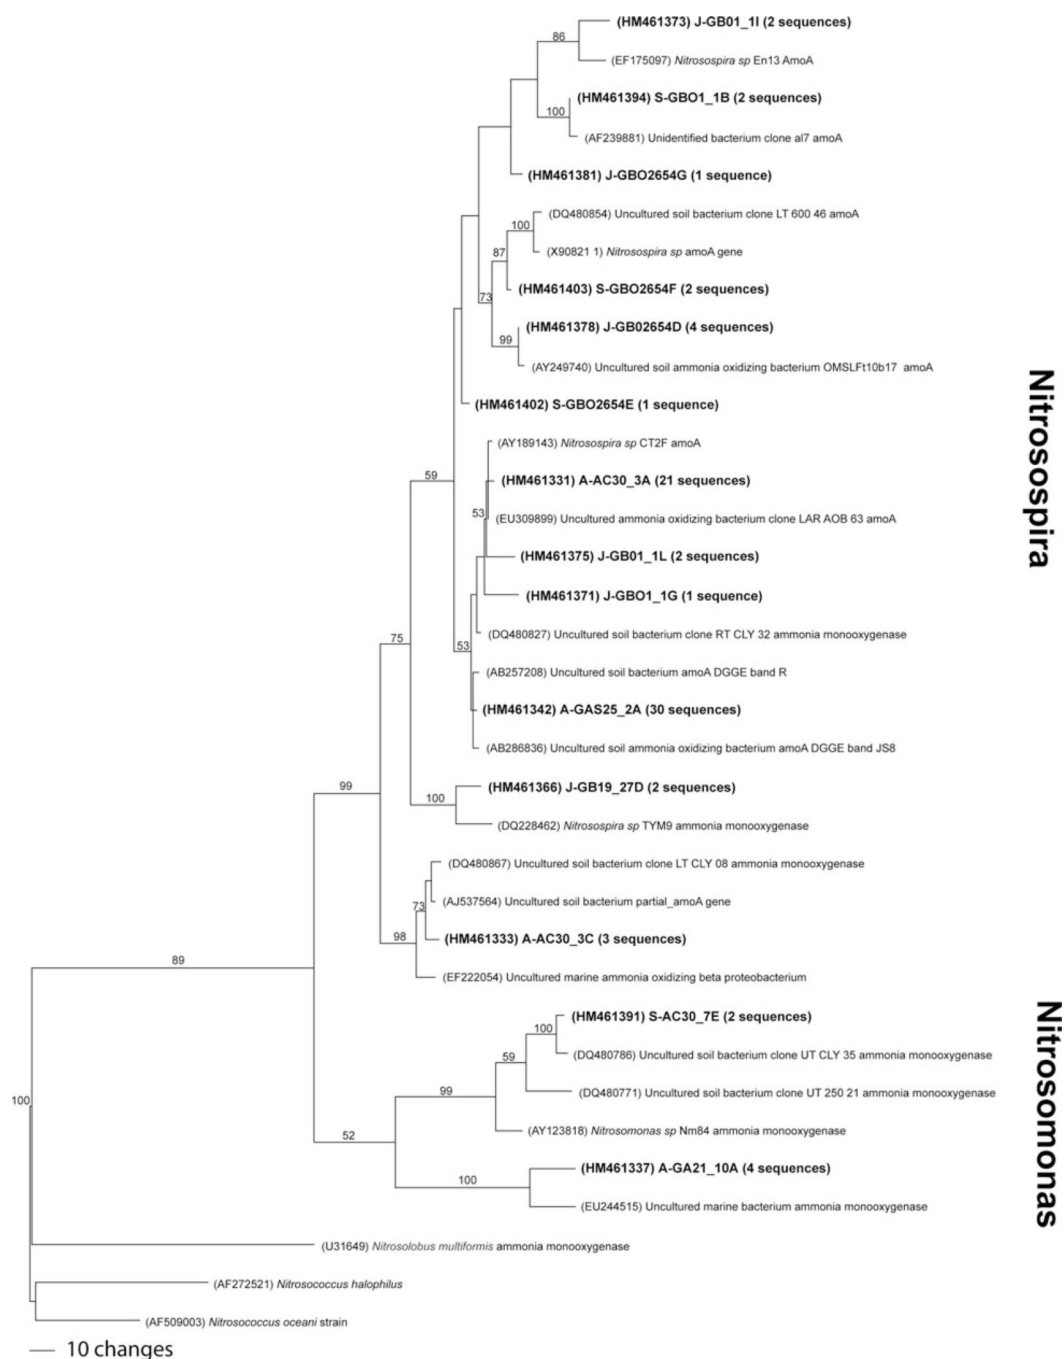 (HM461373) J-GB01_1I (2 sequences)
86
(EF175097) Nitrosospira sp En13 AmoA
(HM461394) S-GBO1_1B (2 sequences)
100
(AF239881) Unidentified bacterium clone al7 amoA
(HM461381) J-GBO2654G (1 sequence)
(DQ480854) Uncultured soil bacterium clone LT 600 46 amoA
100
87
(X90821 1) Nitrosospira sp amoA gene
73
(HM461403) S-GBO2654F (2 sequences)
(HM461378) J-GB02654D (4 sequences)
99
(AY249740) Uncultured soil ammonia oxidizing bacterium OMSLFt10b17 amoA
(HM461402) S-GBO2654E (1 sequence)
(AY189143) Nitrosospira sp CT2F amoA
59
(HM461331) A-AC30_3A (21 sequences)
53
(EU309899) Uncultured ammonia oxidizing bacterium clone LAR AOB 63 amoA
(HM461375) J-GB01_1L (2 sequences)
(HM461371) J-GBO1_1G (1 sequence)
(DQ480827) Uncultured soil bacterium clone RT CLY 32 ammonia monooxygenase
75
53
(AB257208) Uncultured soil bacterium amoA DGGE band R
(HM461342) A-GAS25_2A (30 sequences)
(AB286836) Uncultured soil ammonia oxidizing bacterium amoA DGGE band JS8
99
(HM461366) J-GB19_27D (2 sequences)
100
(DQ228462) Nitrosospira sp TYM9 ammonia monooxygenase
(DQ480867) Uncultured soil bacterium clone LT CLY 08 ammonia monooxygenase
73
(AJ537564) Uncultured soil bacterium partial_amoA gene
98
(HM461333) A-AC30_3C (3 sequences)
89
(EF222054) Uncultured marine ammonia oxidizing beta proteobacterium
(HM461391) S-AC30_7E (2 sequences)
100
59
(DQ480786) Uncultured soil bacterium clone UT CLY 35 ammonia monooxygenase
99
(DQ480771) Uncultured soil bacterium clone UT 250 21 ammonia monooxygenase
100
52
(AY123818) Nitrosomonas sp Nm84 ammonia monooxygenase
(HM461337) A-GA21_10A (4 sequences)
100
(EU244515) Uncultured marine bacterium ammonia monooxygenase
(U31649) Nitrosolobus multiformis ammonia monooxygenase
(AF272521) Nitrosococcus halophilus
(AF509003) Nitrosococcus oceani strain
10 changes
Nitrosospira
Nitrosomonas